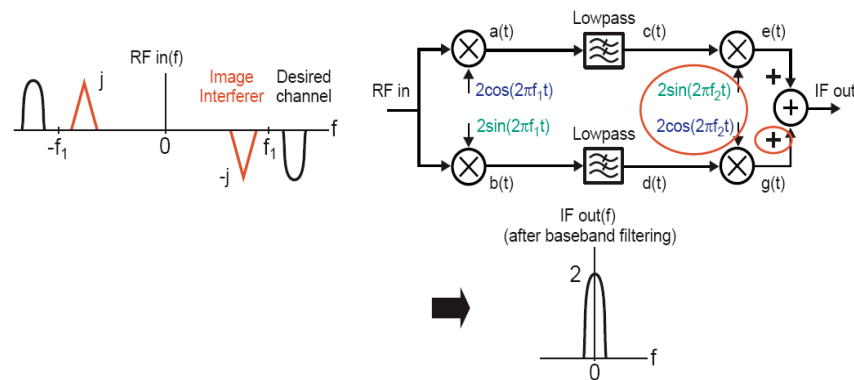 RF in(f)
j
Image
Interferer
Desired
channel
-f₁
0
f₁
f
-j
a(t)
Lowpass
c(t)
e(t)
RF in
2cos(2πf₁t)
2sin(2πf₁t)
2sin(2πf₂t)
2cos(2πf₂t)
+
+
+
IF out
b(t)
Lowpass
d(t)
g(t)
IF out(f)
(after baseband filtering)
2
0
f